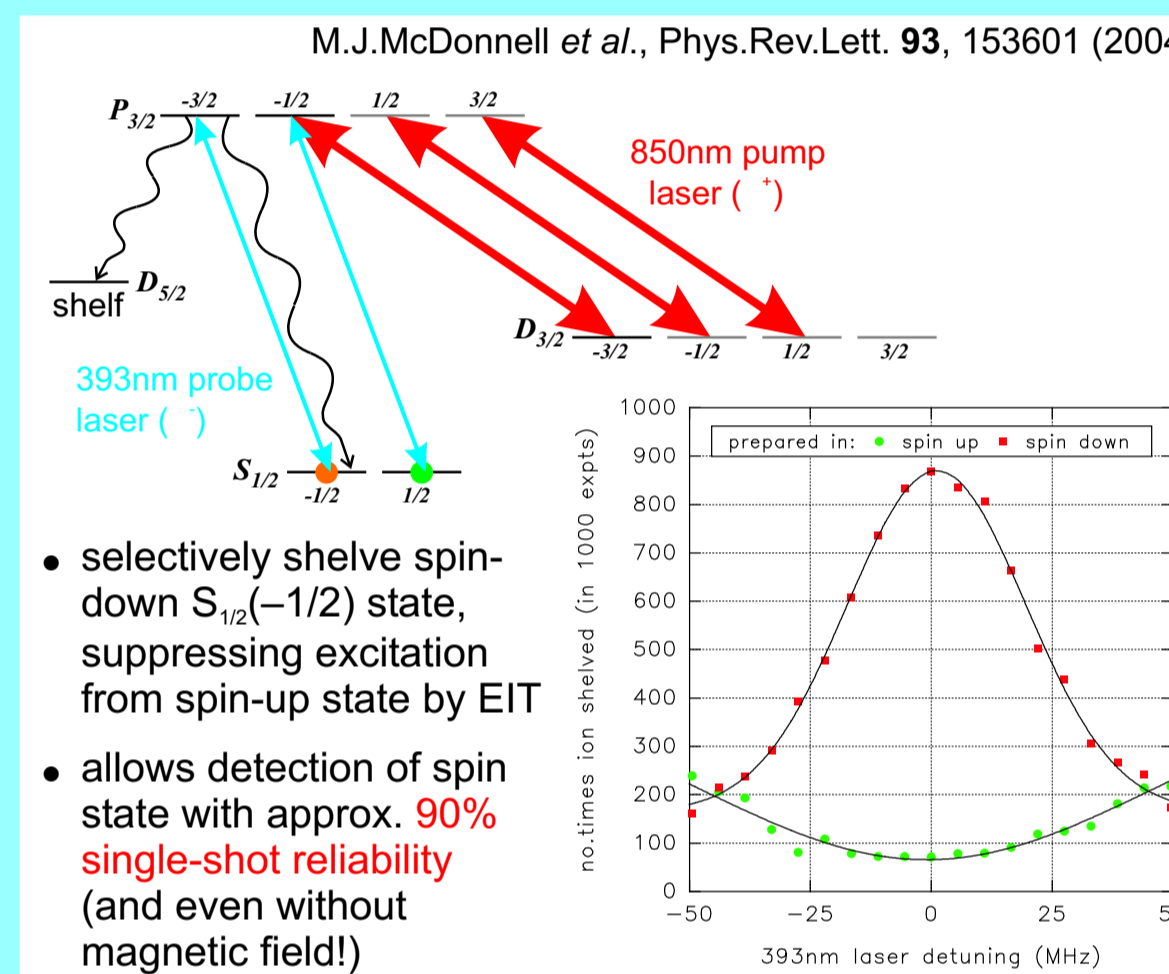 M.J.McDonnell et al., Phys.Rev.Lett. 93, 153601 (2004
P3/2 -3/2 -1/2 1/2 3/2
850nm pump
laser ( +)
D5/2
shelf
D3/2 -3/2 -1/2 1/2 3/2
393nm probe
laser ( -)
S1/2 -1/2 1/2
• selectively shelve spin-
down S1/2(–1/2) state,
suppressing excitation
from spin-up state by EIT
• allows detection of spin
state with approx. 90%
single-shot reliability
(and even without
magnetic field!)
no.times ion shelved (in 1000 expts)
1000
900
800
700
600
500
400
300
200
100
0
prepared in: spin up spin down
−50 −25 0 25 5
393nm laser detuning (MHz)